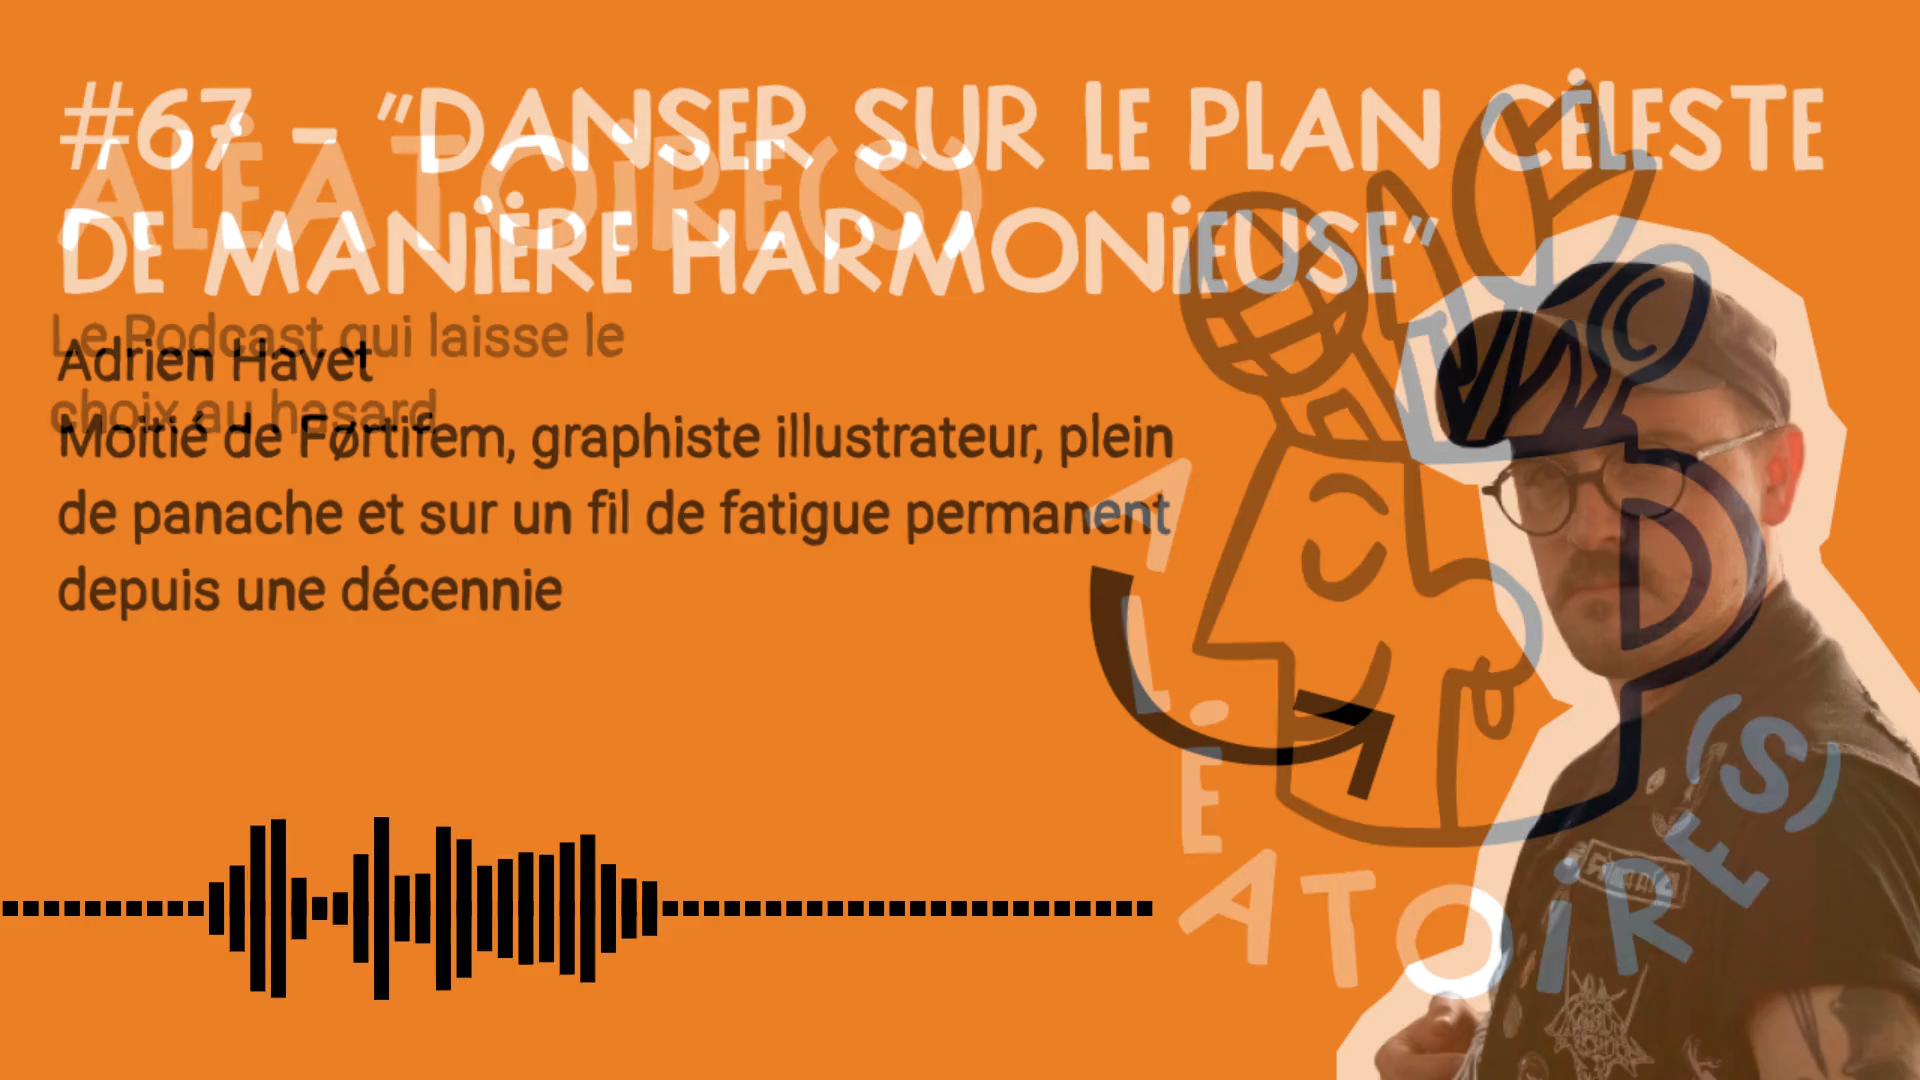 #67 - "DANSER SUR LE PLAN CÉLESTE
DE MANIÈRE HARMONIEUSE"
ALÉATOIRE(S)
Le Podcast qui laisse le
choix au hasard
Adrien Havet
Moitié de Førtifem, graphiste illustrateur, plein
de panache et sur un fil de fatigue permanent
depuis une décennie
ALÉATOIRE(S)
©